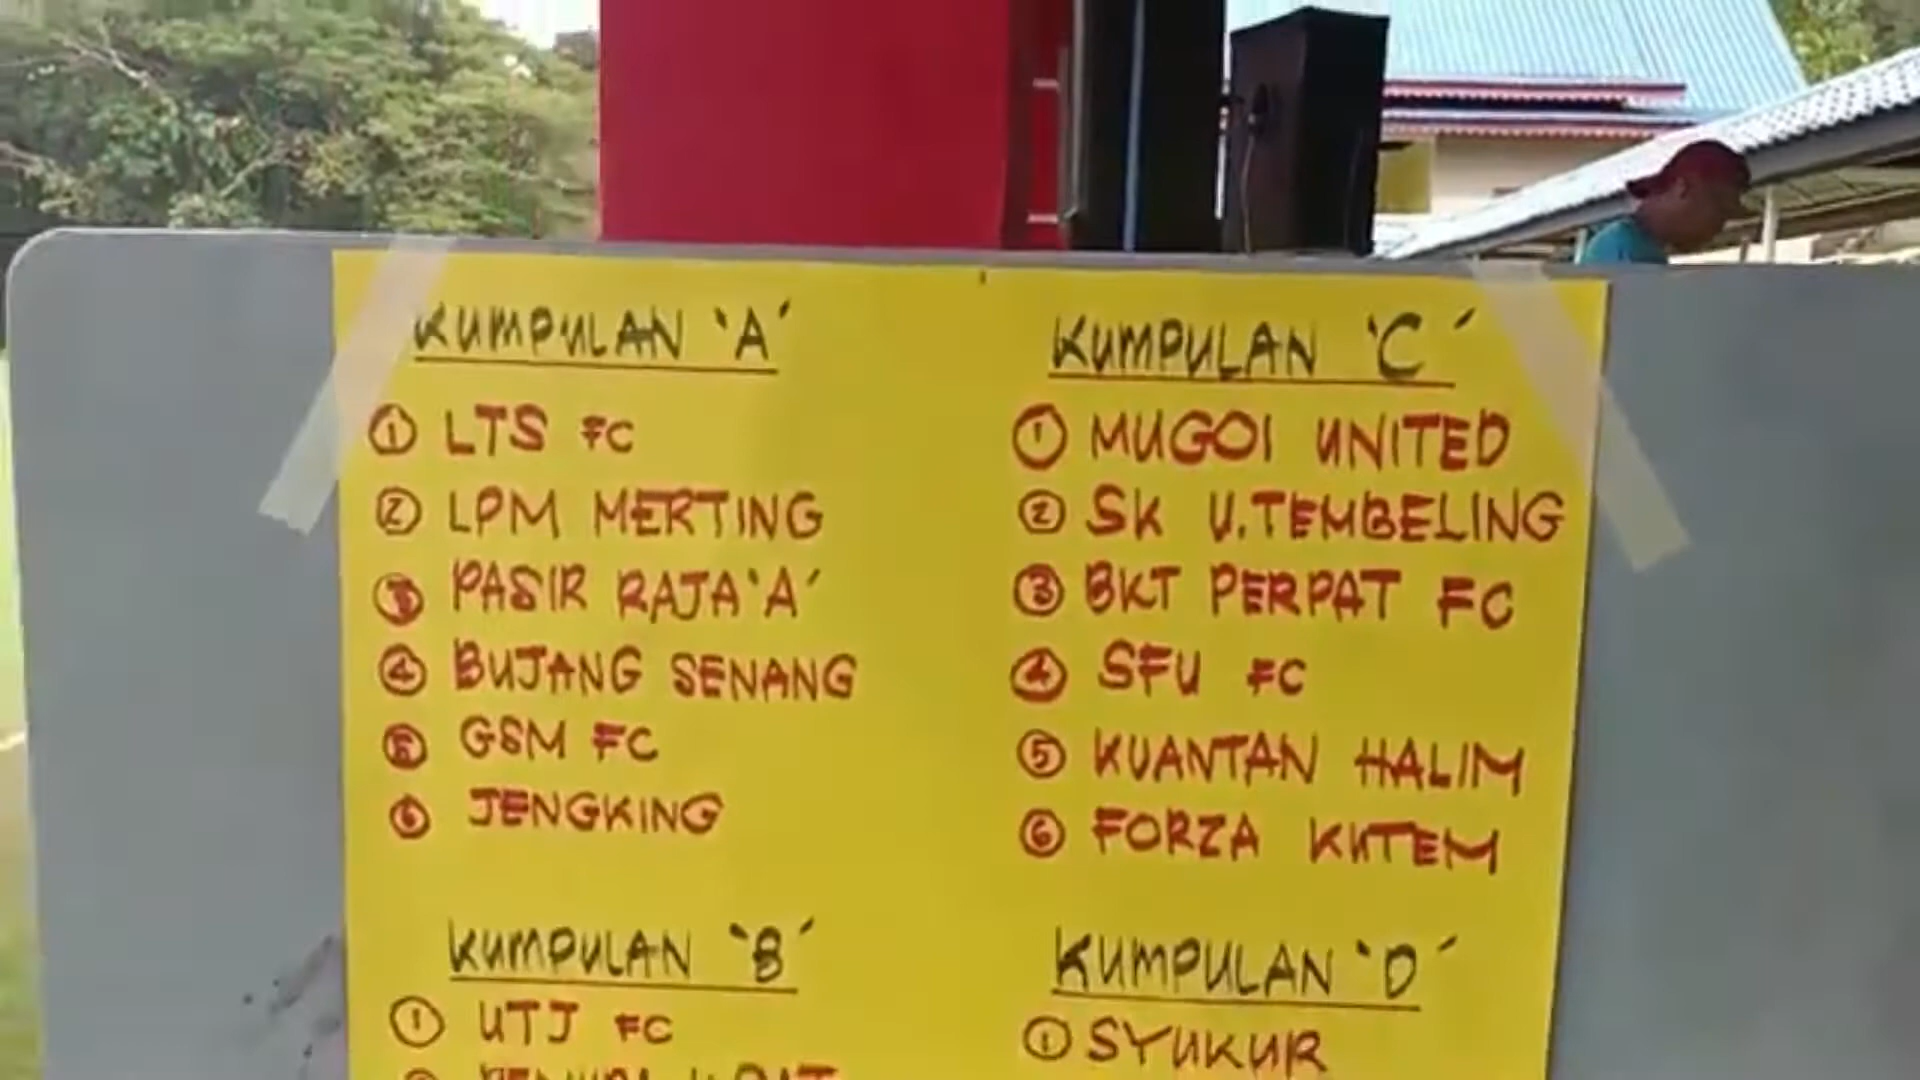 KUMPULAN 'A'
① LTS FC
② LPM MERTING
③ PASIR RAJA 'A'
④ BUJANG SENANG
⑤ GSM FC
⑥ JENGKING
KUMPULAN 'B'
① UTJ FC
KUMPULAN 'C'
① MUGOI UNITED
② SK U.TEMBELING
③ BKT PERPAT FC
④ SFU FC
⑤ KUANTAN HALIM
⑥ FORZA KITEM
KUMPULAN 'D'
① SYUKUR